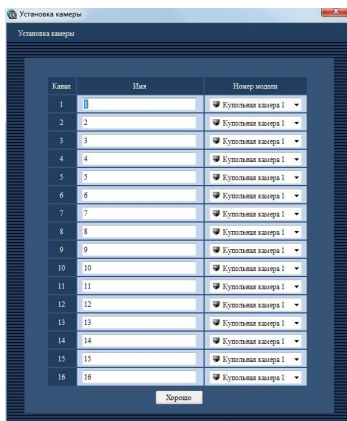 Установка камеры
Установка камеры
Канал Имя Номер модели
1 1 Купольная камера 1
2 2 Купольная камера 1
3 3 Купольная камера 1
4 4 Купольная камера 1
5 5 Купольная камера 1
6 6 Купольная камера 1
7 7 Купольная камера 1
8 8 Купольная камера 1
9 9 Купольная камера 1
10 10 Купольная камера 1
11 11 Купольная камера 1
12 12 Купольная камера 1
13 13 Купольная камера 1
14 14 Купольная камера 1
15 15 Купольная камера 1
16 16 Купольная камера 1
Хорошо